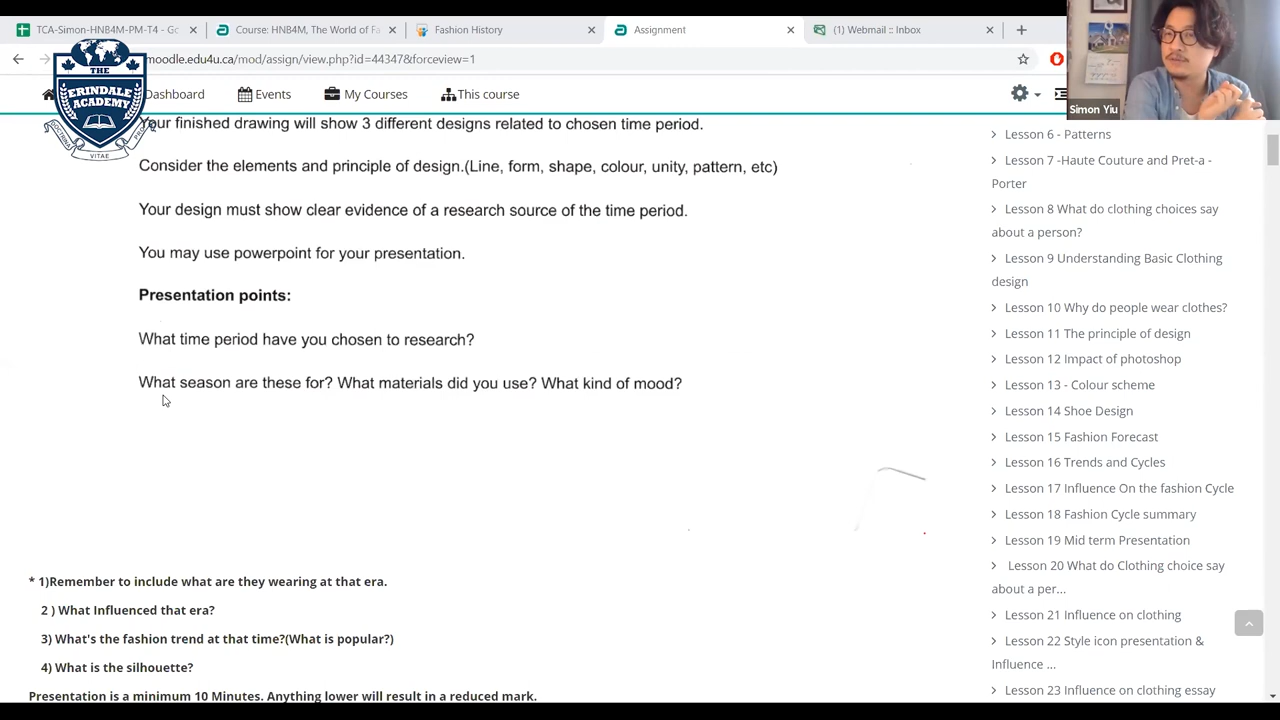 TCA-Simon-HNB4M-PM-T4 - Gc
Course: HNB4M, The World of Fa
Fashion History
Assignment
(1) Webmail :: Inbox
moodle.edu4u.ca/mod/assign/view.php?id=44347&forceview=1
Simon Yiu
THE
ERINDALE
ACADEMY
VITAE
Dashboard
Events
My Courses
This course
Your finished drawing will show 3 different designs related to chosen time period.
Consider the elements and principle of design.(Line, form, shape, colour, unity, pattern, etc)
Your design must show clear evidence of a research source of the time period.
You may use powerpoint for your presentation.
Presentation points:
What time period have you chosen to research?
What season are these for? What materials did you use? What kind of mood?
* 1)Remember to include what are they wearing at that era.
2 ) What Influenced that era?
3) What's the fashion trend at that time?(What is popular?)
4) What is the silhouette?
Presentation is a minimum 10 Minutes. Anything lower will result in a reduced mark.
Lesson 6 - Patterns
Lesson 7 -Haute Couture and Pret-a -
Porter
Lesson 8 What do clothing choices say
about a person?
Lesson 9 Understanding Basic Clothing
design
Lesson 10 Why do people wear clothes?
Lesson 11 The principle of design
Lesson 12 Impact of photoshop
Lesson 13 - Colour scheme
Lesson 14 Shoe Design
Lesson 15 Fashion Forecast
Lesson 16 Trends and Cycles
Lesson 17 Influence On the fashion Cycle
Lesson 18 Fashion Cycle summary
Lesson 19 Mid term Presentation
Lesson 20 What do Clothing choice say
about a per...
Lesson 21 Influence on clothing
Lesson 22 Style icon presentation &
Influence ...
Lesson 23 Influence on clothing essay